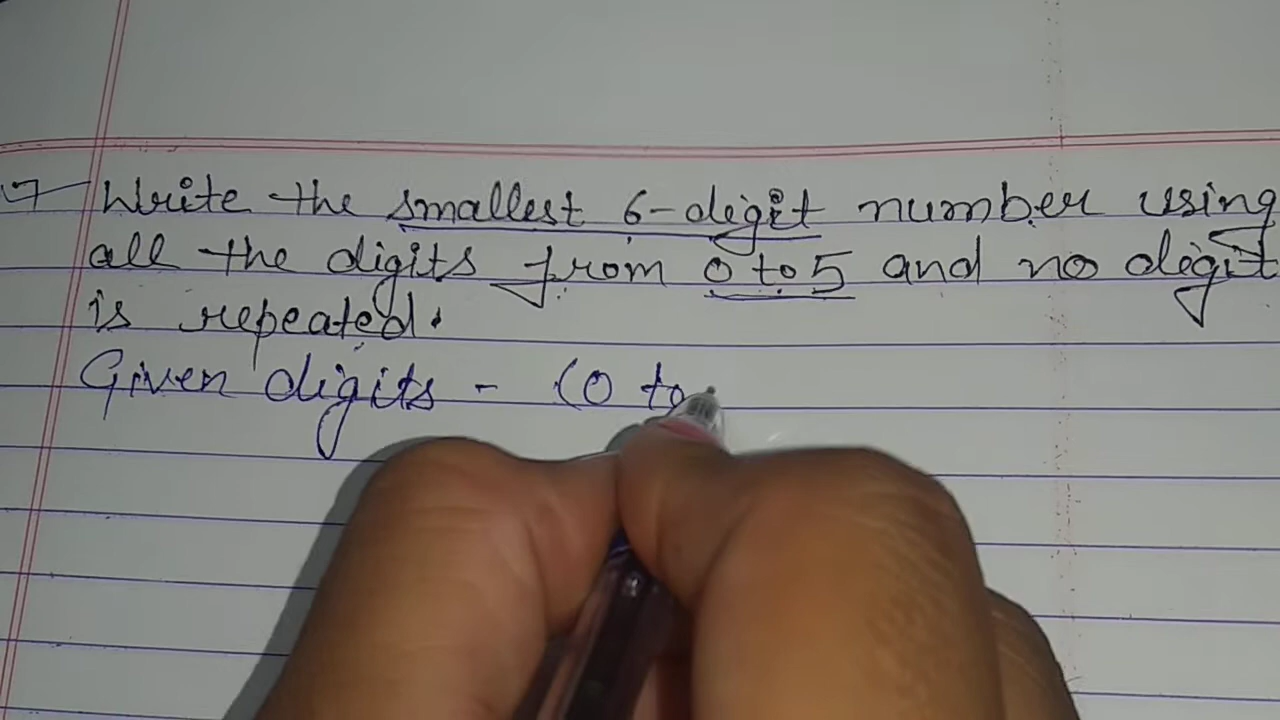 7 Write the smallest 6-digit number using
all the digits from 0 to 5 and no digit
is repeated.
Given digits - (0 to